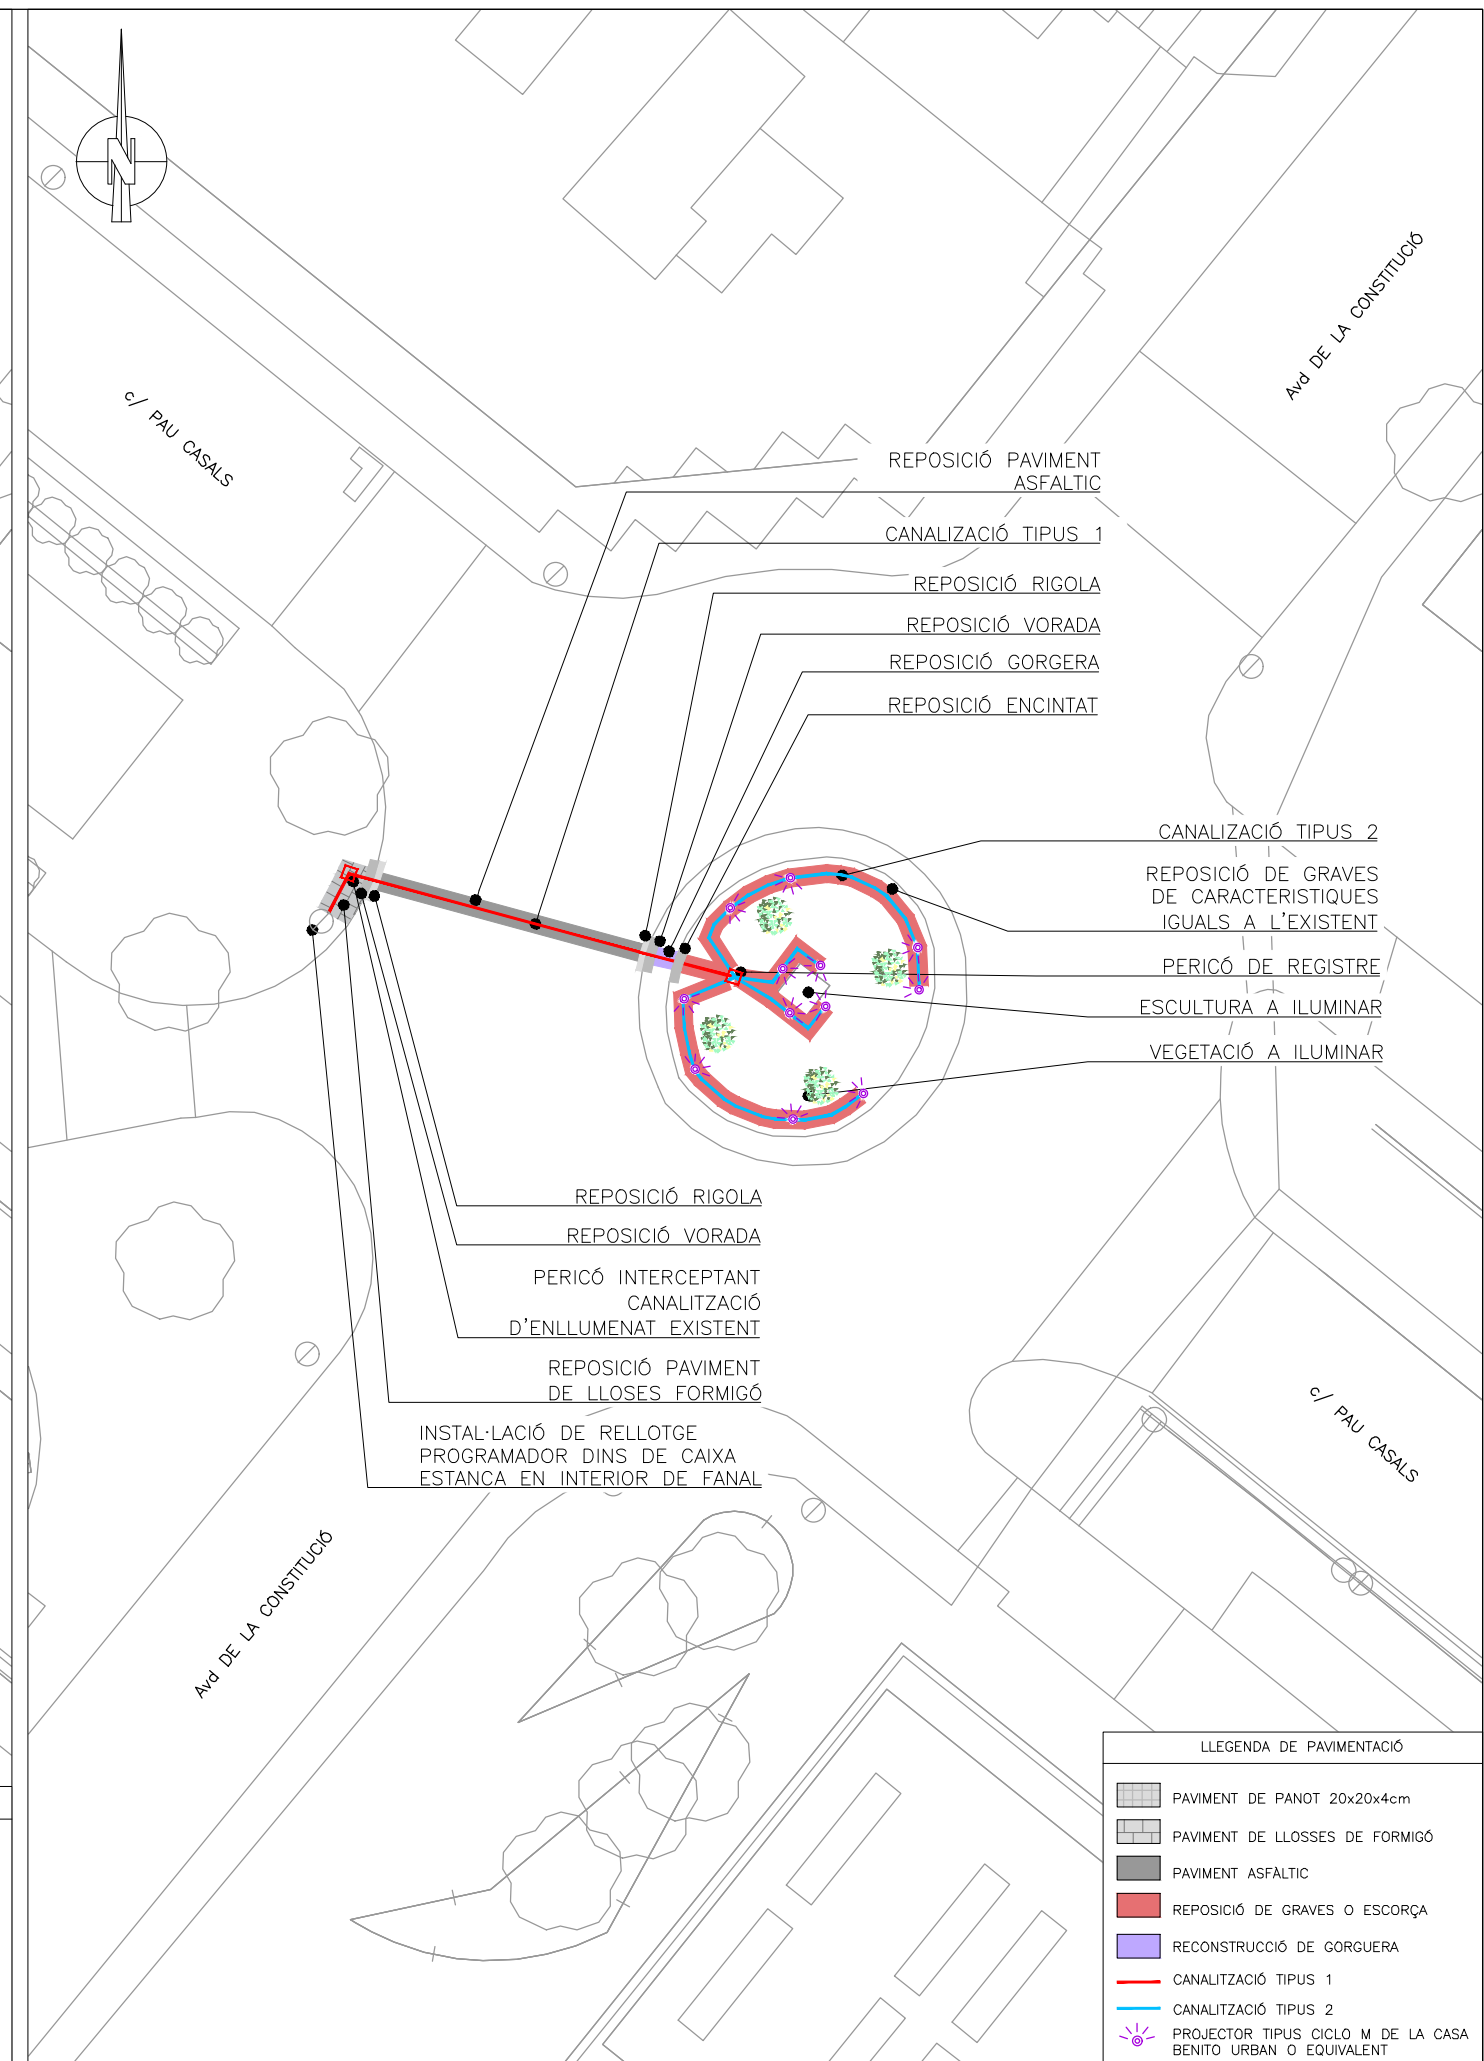 N
Avd DE LA CONSTITUCIÓ
c/ PAU CASALS
REPOSICIÓ PAVIMENT
ASFALTIC
CANALIZACIÓ TIPUS 1
REPOSICIÓ RIGOLA
REPOSICIÓ VORADA
REPOSICIÓ GORGERA
REPOSICIÓ ENCINTAT
CANALIZACIÓ TIPUS 2
REPOSICIÓ DE GRAVES
DE CARACTERISTIQUES
IGUALS A L'EXISTENT
PERICÓ DE REGISTRE
ESCULTURA A ILUMINAR
VEGETACIÓ A ILUMINAR
REPOSICIÓ RIGOLA
REPOSICIÓ VORADA
PERICÓ INTERCEPTANT
CANALITZACIÓ
D'ENLLUMENAT EXISTENT
REPOSICIÓ PAVIMENT
DE LLOSES FORMIGÓ
INSTAL·LACIÓ DE RELLOTGE
PROGRAMADOR DINS DE CAIXA
ESTANCA EN INTERIOR DE FANAL
c/ PAU CASALS
Avd DE LA CONSTITUCIÓ
LLEGENDA DE PAVIMENTACIÓ
PAVIMENT DE PANOT 20x20x4cm
PAVIMENT DE LLOSSES DE FORMIGÓ
PAVIMENT ASFÀLTIC
REPOSICIÓ DE GRAVES O ESCORÇA
RECONSTRUCCIÓ DE GORGUERA
CANALITZACIÓ TIPUS 1
CANALITZACIÓ TIPUS 2
PROJECTOR TIPUS CICLO M DE LA CASA
BENITO URBAN O EQUIVALENT